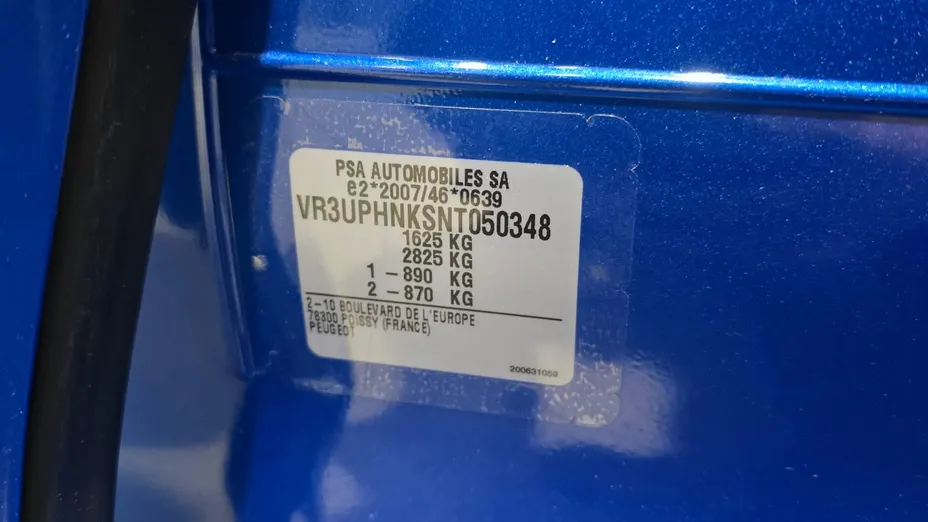 PSA AUTOMOBILES SA
e2*2007/46*0639
VR3UPHNKSNT050348
1625 KG
2825 KG
1 - 890 KG
2 - 870 KG
2-10 BOULEVARD DE L'EUROPE
78300 POISSY (FRANCE)
PEUGEOT
200631059